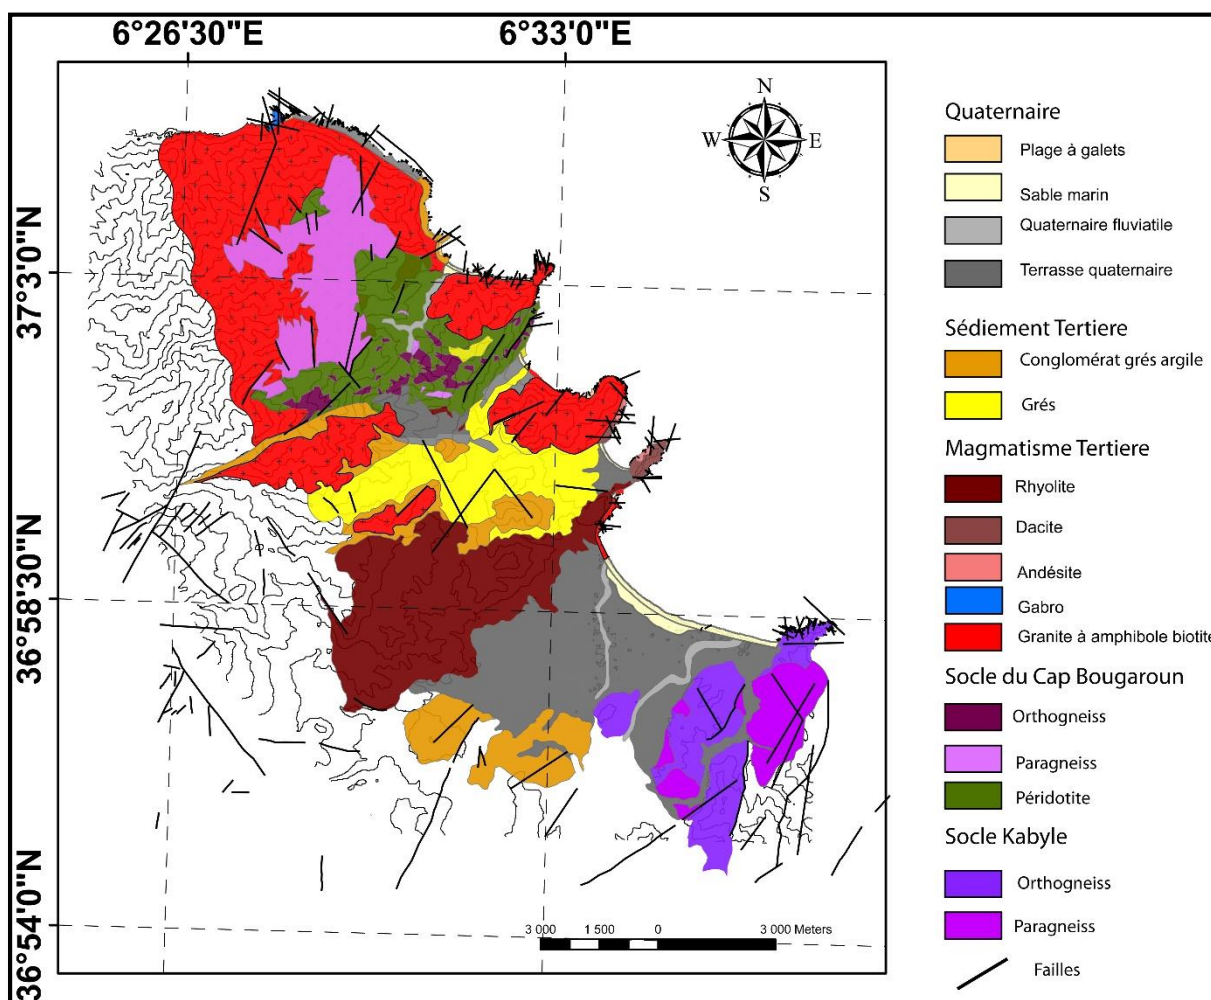 6°26'30"E
6°33'0"E
N
W
E
S
37°3'0"N
36°58'30"N
36°54'0"N
3 000
1 500
0
3 000 Meters
Quaternaire
Plage à galets
Sable marin
Quaternaire fluviatile
Terrasse quaternaire
Sédiement Tertiere
Conglomérat grés argile
Grés
Magmatisme Tertiere
Rhyolite
Dacite
Andésite
Gabro
Granite à amphibole biotite
Socle du Cap Bougaroun
Orthogneiss
Paragneiss
Péridotite
Socle Kabyle
Orthogneiss
Paragneiss
Failles